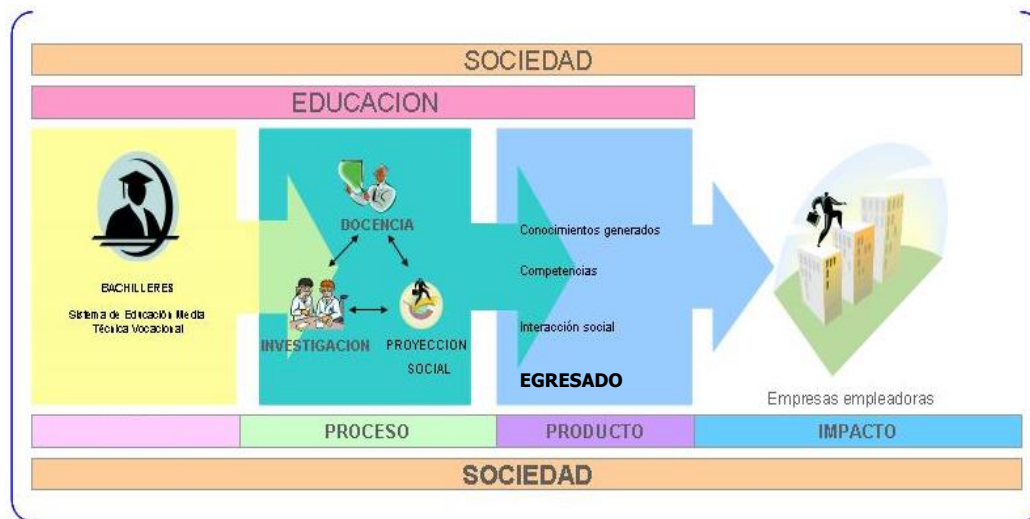 SOCIEDAD
EDUCACION
BACHILLERES
Sistema de Educación Media
Técnica Vocacional
DOCENCIA
INVESTIGACION
PROYECCION
SOCIAL
Conocimientos generados
Competencias
Interacción social
EGRESADO
Empresas empleadoras
PROCESO
PRODUCTO
IMPACTO
SOCIEDAD